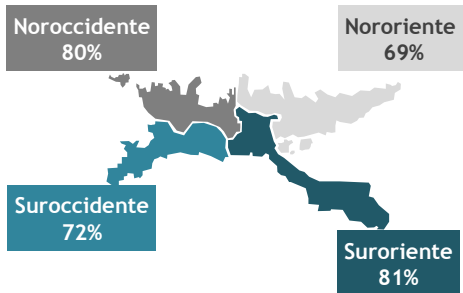 Noroccidente
80%
Nororiente
69%
Suroccidente
72%
Suroriente
81%